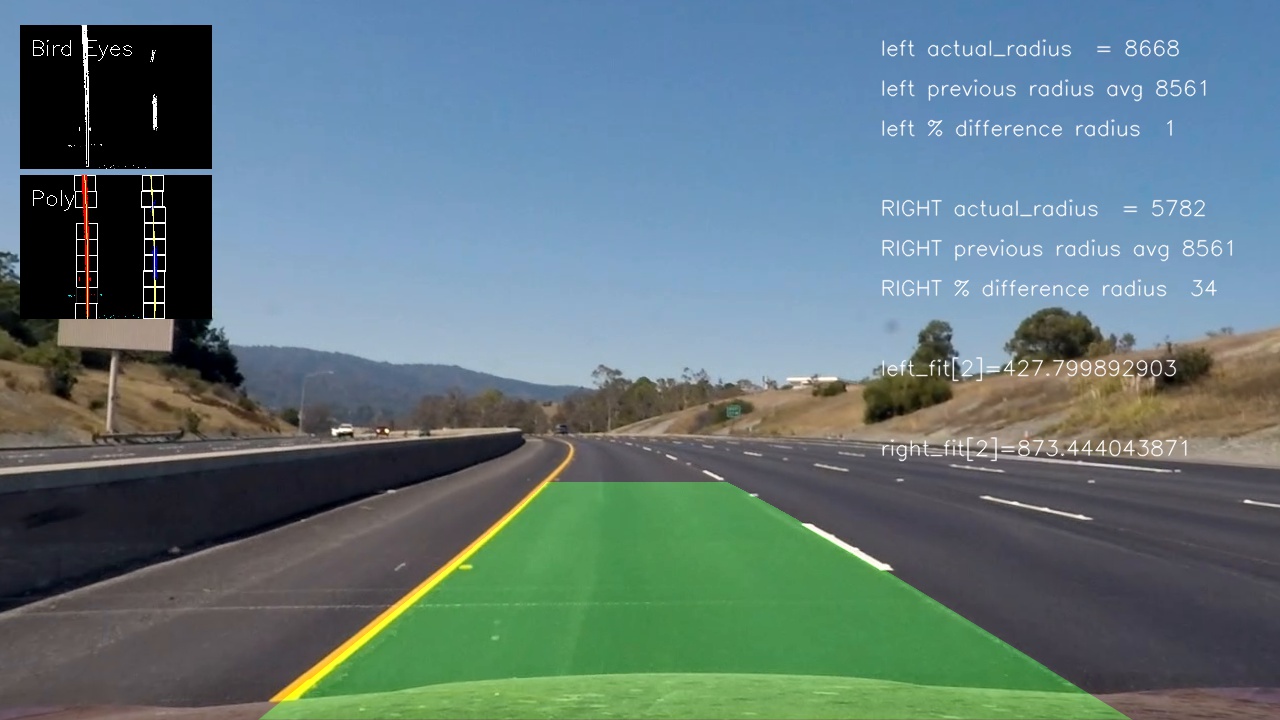 Bird Eyes
Poly
left actual_radius = 8668
left previous radius avg 8561
left % difference radius 1
RIGHT actual_radius = 5782
RIGHT previous radius avg 8561
RIGHT % difference radius 34
left_fit[2]=427.799892903
right_fit[2]=873.444043871